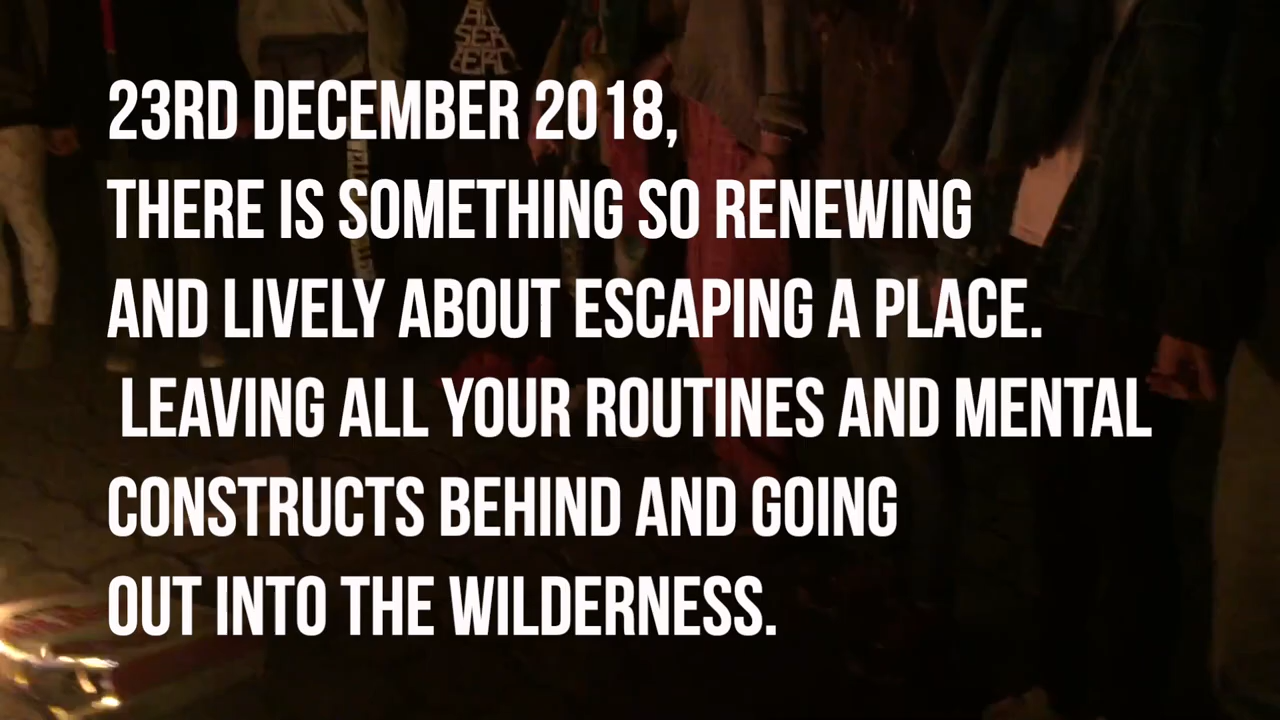 23RD DECEMBER 2018,
THERE IS SOMETHING SO RENEWING
AND LIVELY ABOUT ESCAPING A PLACE.
LEAVING ALL YOUR ROUTINES AND MENTAL
CONSTRUCTS BEHIND AND GOING
OUT INTO THE WILDERNESS.